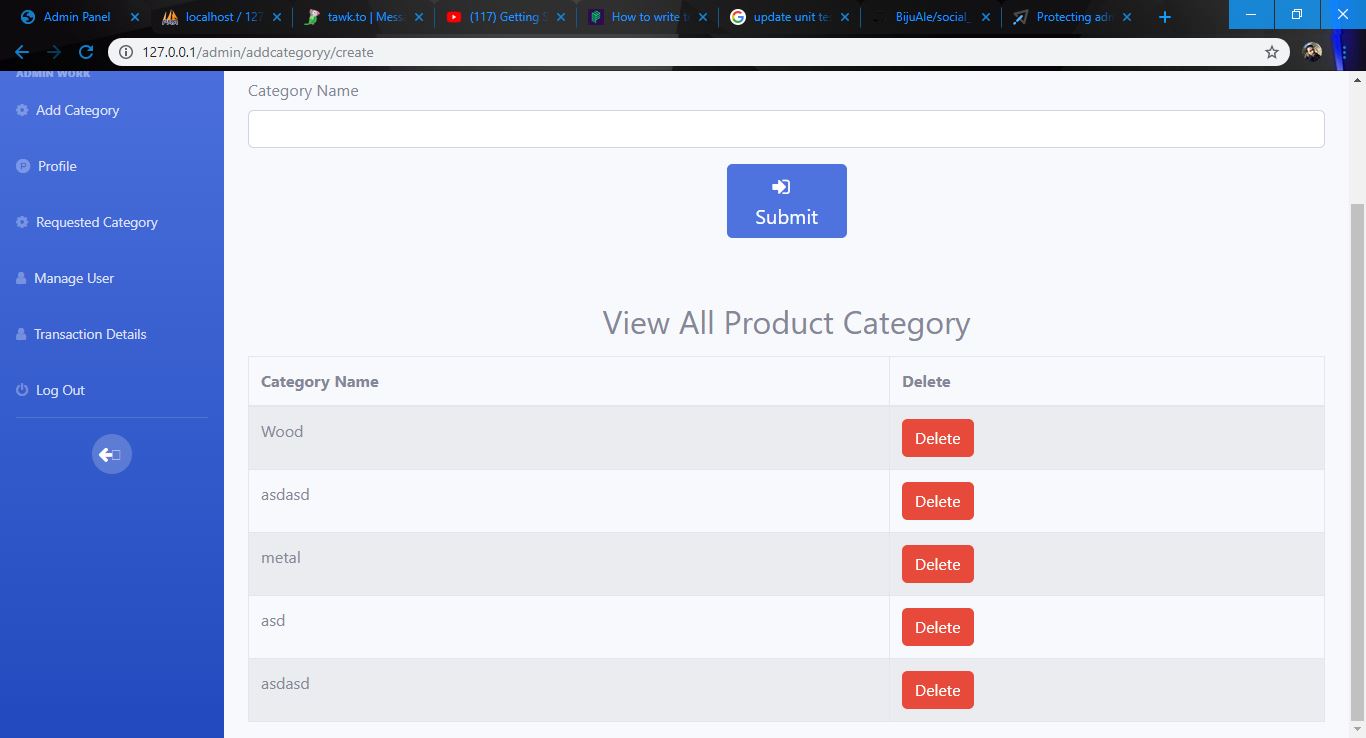 Admin Panel
localhost / 127
tawk.to | Mess
(117) Getting S
How to write t
update unit te
BijuAle/social_
Protecting adm
127.0.0.1/admin/addcategoryy/create
ADMIN WORK
Add Category
Profile
Requested Category
Manage User
Transaction Details
Log Out
Category Name
Submit
View All Product Category
Category Name Delete
Wood Delete
asdasd Delete
metal Delete
asd Delete
asdasd Delete